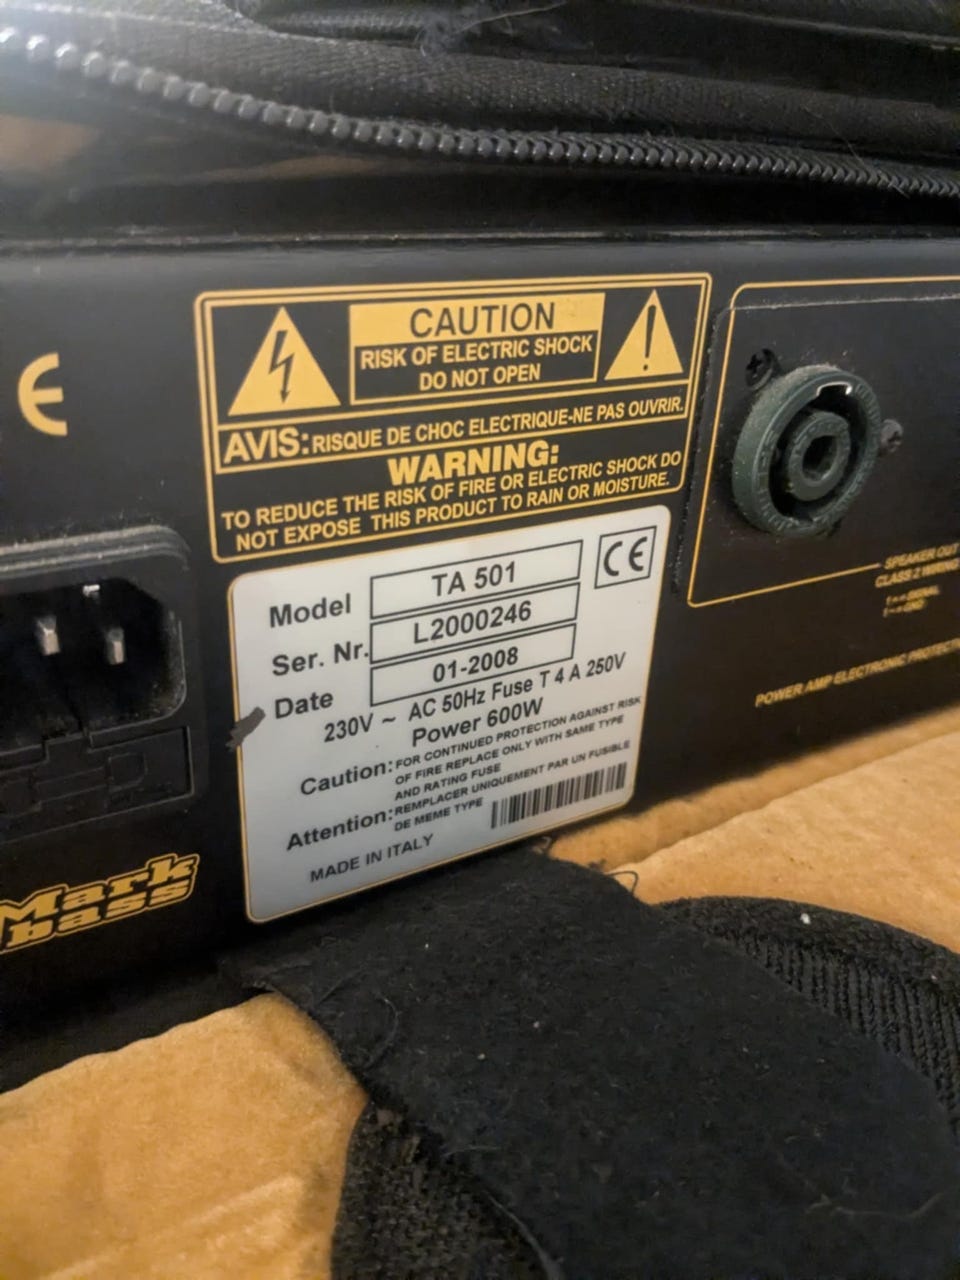 CE
CAUTION
RISK OF ELECTRIC SHOCK
DO NOT OPEN
AVIS: RISQUE DE CHOC ELECTRIQUE-NE PAS OUVRIR.
WARNING:
TO REDUCE THE RISK OF FIRE OR ELECTRIC SHOCK DO
NOT EXPOSE THIS PRODUCT TO RAIN OR MOISTURE.
Model TA 501 CE
Ser. Nr. L2000246
Date 01-2008
230V ~ AC 50Hz Fuse T 4 A 250V
Power 600W
Caution: FOR CONTINUED PROTECTION AGAINST RISK
OF FIRE REPLACE ONLY WITH SAME TYPE
AND RATING FUSE
Attention: REMPLACER UNIQUEMENT PAR UN FUSIBLE
DE MEME TYPE
MADE IN ITALY
Mark
bass
SPEAKER OUT
CLASS 2 WIRING
POWER AMP ELECTRONIC PROTECTI